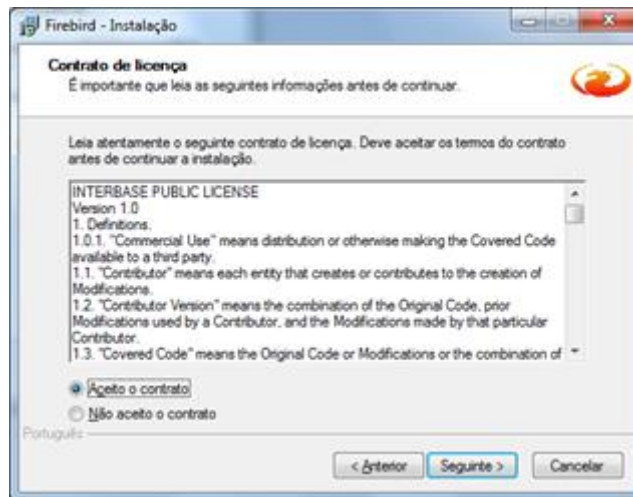 Firebird - Instalação
Contrato de licença
É importante que leia as seguintes informações antes de continuar.
Leia atentamente o seguinte contrato de licença. Deve aceitar os termos do contrato
antes de continuar a instalação.
INTERBASE PUBLIC LICENSE
Version 1.0
1. Definitions.
1.0.1. "Commercial Use" means distribution or otherwise making the Covered Code
available to a third party.
1.1. "Contributor" means each entity that creates or contributes to the creation of
Modifications.
1.2. "Contributor Version" means the combination of the Original Code, prior
Modifications used by a Contributor, and the Modifications made by that particular
Contributor.
1.3. "Covered Code" means the Original Code or Modifications or the combination of
Aceito o contrato
Não aceito o contrato
Português
< Anterior
Seguinte >
Cancelar